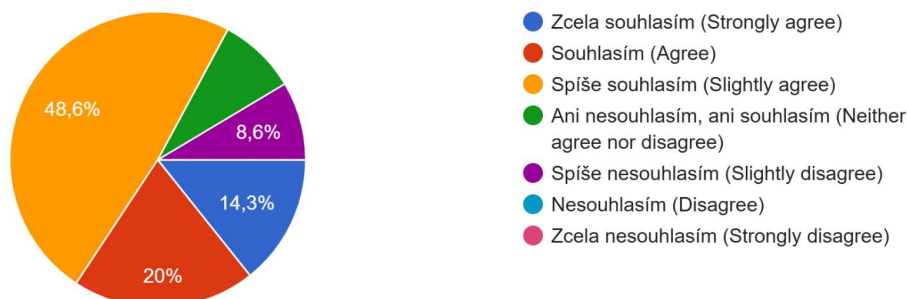 48,6%
8,6%
14,3%
20%
Zcela souhlasím (Strongly agree)
Souhlasím (Agree)
Spíše souhlasím (Slightly agree)
Ani nesouhlasím, ani souhlasím (Neither
agree nor disagree)
Spíše nesouhlasím (Slightly disagree)
Nesouhlasím (Disagree)
Zcela nesouhlasím (Strongly disagree)